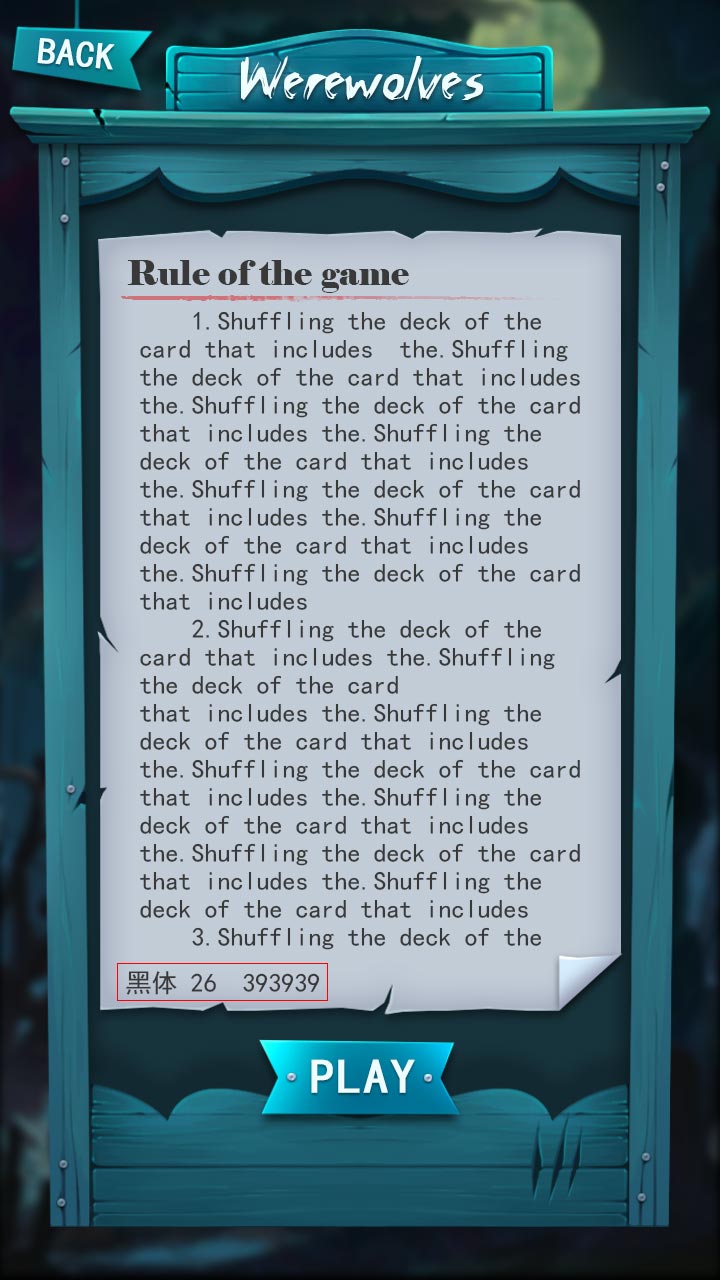 BACK
Werewolves
Rule of the game
1.Shuffling the deck of the
card that includes  the.Shuffling
the deck of the card that includes
the.Shuffling the deck of the card
that includes the.Shuffling the
deck of the card that includes
the.Shuffling the deck of the card
that includes the.Shuffling the
deck of the card that includes
the.Shuffling the deck of the card
that includes
2.Shuffling the deck of the
card that includes the.Shuffling
the deck of the card
that includes the.Shuffling the
deck of the card that includes
the.Shuffling the deck of the card
that includes the.Shuffling the
deck of the card that includes
the.Shuffling the deck of the card
that includes the.Shuffling the
deck of the card that includes
3.Shuffling the deck of the
黑体 26  393939
PLAY